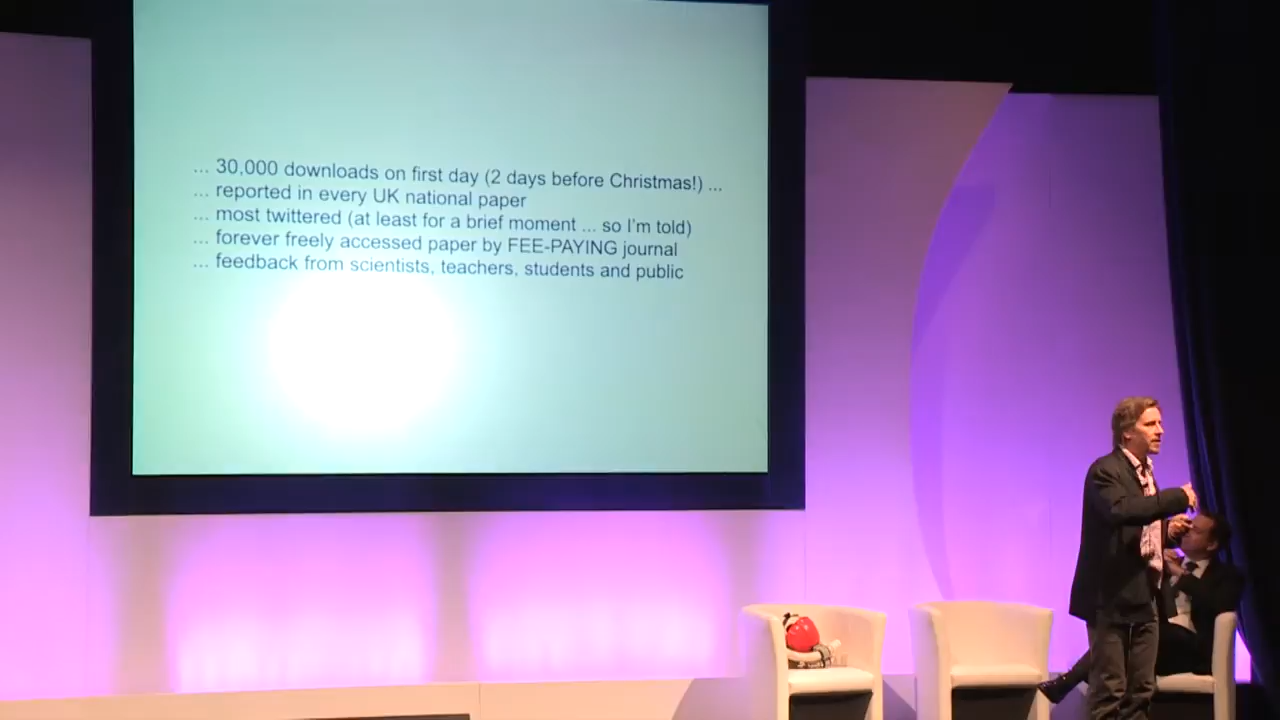 ... 30,000 downloads on first day (2 days before Christmas!) ...
... reported in every UK national paper
... most twittered (at least for a brief moment ... so I'm told)
... forever freely accessed paper by FEE-PAYING journal
... feedback from scientists, teachers, students and public